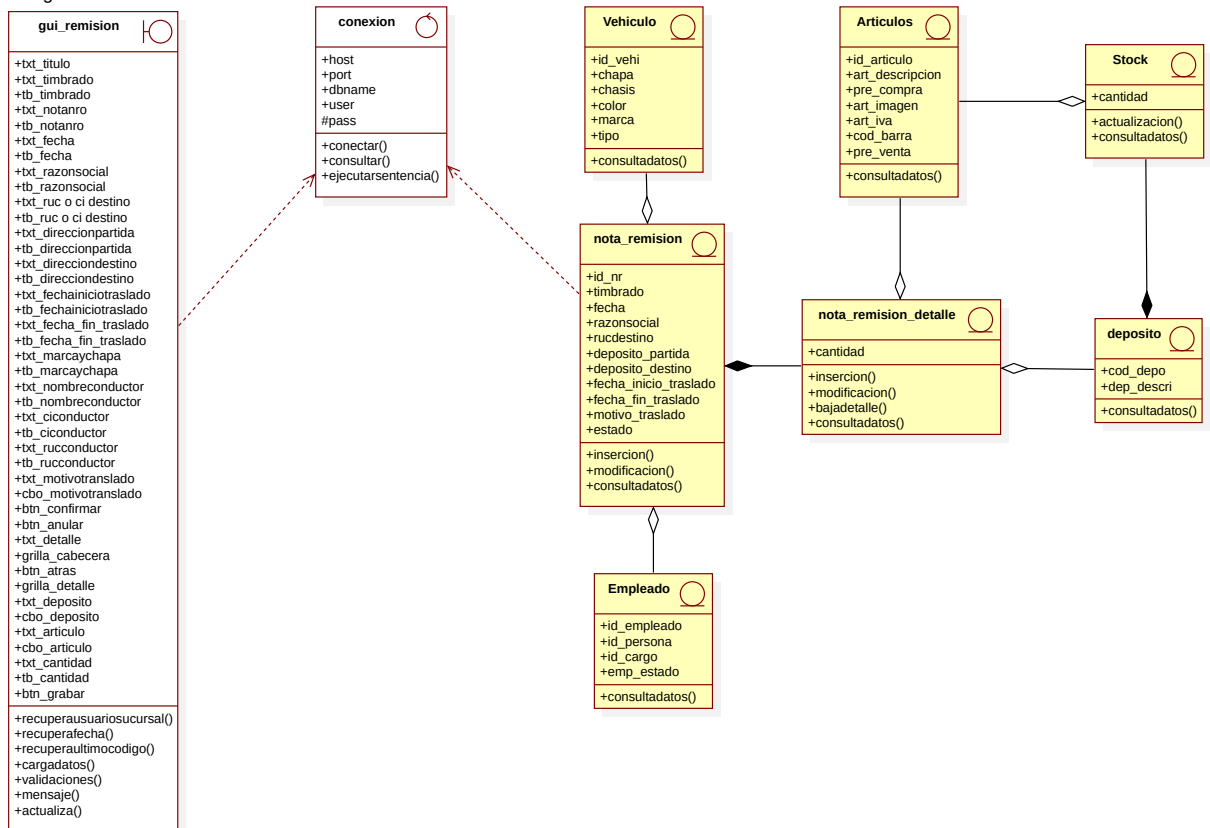 gui_remision
+txt_titulo
+txt_timbrado
+tb_timbrado
+txt_notanro
+tb_notanro
+txt_fecha
+tb_fecha
+txt_razonsocial
+tb_razonsocial
+txt_ruc o ci destino
+tb_ruc o ci destino
+txt_direccionpartida
+tb_direccionpartida
+txt_direcciondestino
+tb_direcciondestino
+txt_fechainiciotraslado
+tb_fechainiciotraslado
+txt_fecha_fin_traslado
+tb_fecha_fin_traslado
+txt_marcaychapa
+tb_marcaychapa
+txt_nombreconductor
+tb_nombreconductor
+txt_ciconductor
+tb_ciconductor
+txt_rucconductor
+tb_rucconductor
+txt_motivotranslado
+cbo_motivotranslado
+btn_confirmar
+btn_anular
+txt_detalle
+grilla_cabecera
+btn_atras
+grilla_detalle
+txt_deposito
+cbo_deposito
+txt_articulo
+cbo_articulo
+txt_cantidad
+tb_cantidad
+btn_grabar
+recuperausuariosucursal()
+recuperafecha()
+recuperaultimocodigo()
+cargadatos()
+validaciones()
+mensaje()
+actualiza()
conexion
+host
+port
+dbname
+user
#pass
+conectar()
+consultar()
+ejecutarsentencia()
Vehiculo
+id_vehi
+chapa
+chasis
+color
+marca
+tipo
+consultadatos()
Articulos
+id_articulo
+art_descripcion
+pre_compra
+art_imagen
+art_iva
+cod_barra
+pre_venta
+consultadatos()
Stock
+cantidad
+actualizacion()
+consultadatos()
nota_remision
+id_nr
+timbrado
+fecha
+razonsocial
+rucdestino
+deposito_partida
+deposito_destino
+fecha_inicio_traslado
+fecha_fin_traslado
+motivo_traslado
+estado
+insercion()
+modificacion()
+consultadatos()
nota_remision_detalle
+cantidad
+insercion()
+modificacion()
+bajadetalle()
+consultadatos()
deposito
+cod_depo
+dep_descri
+consultadatos()
Empleado
+id_empleado
+id_persona
+id_cargo
+emp_estado
+consultadatos()